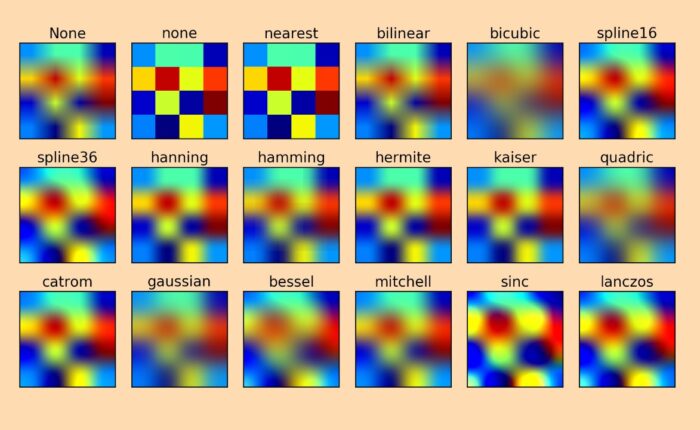 None none nearest bilinear bicubic spline16
spline36 hanning hamming hermite kaiser quadric
catrom gaussian bessel mitchell sinc lanczos